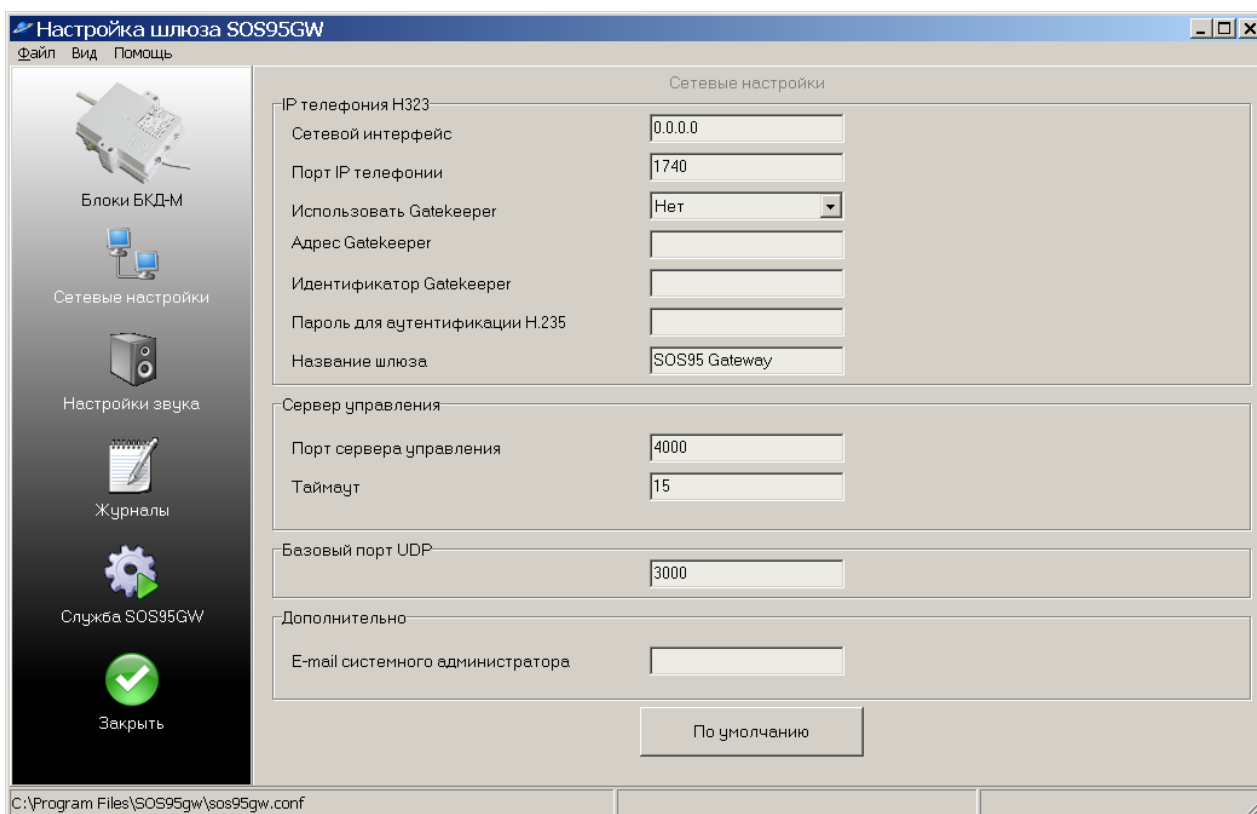 Настройка шлюза SOS95GW
Файл Вид Помощь
Блоки БКД-М
Сетевые настройки
Настройки звука
Журналы
Служба SOS95GW
Закрыть
Сетевые настройки
IP телефония H323
Сетевой интерфейс 0.0.0.0
Порт IP телефонии 1740
Использовать Gatekeeper Нет
Адрес Gatekeeper
Идентификатор Gatekeeper
Пароль для аутентификации H.235
Название шлюза SOS95 Gateway
Сервер управления
Порт сервера управления 4000
Таймаут 15
Базовый порт UDP
3000
Дополнительно
E-mail системного администратора
По умолчанию
C:\Program Files\SOS95gw\sos95gw.conf